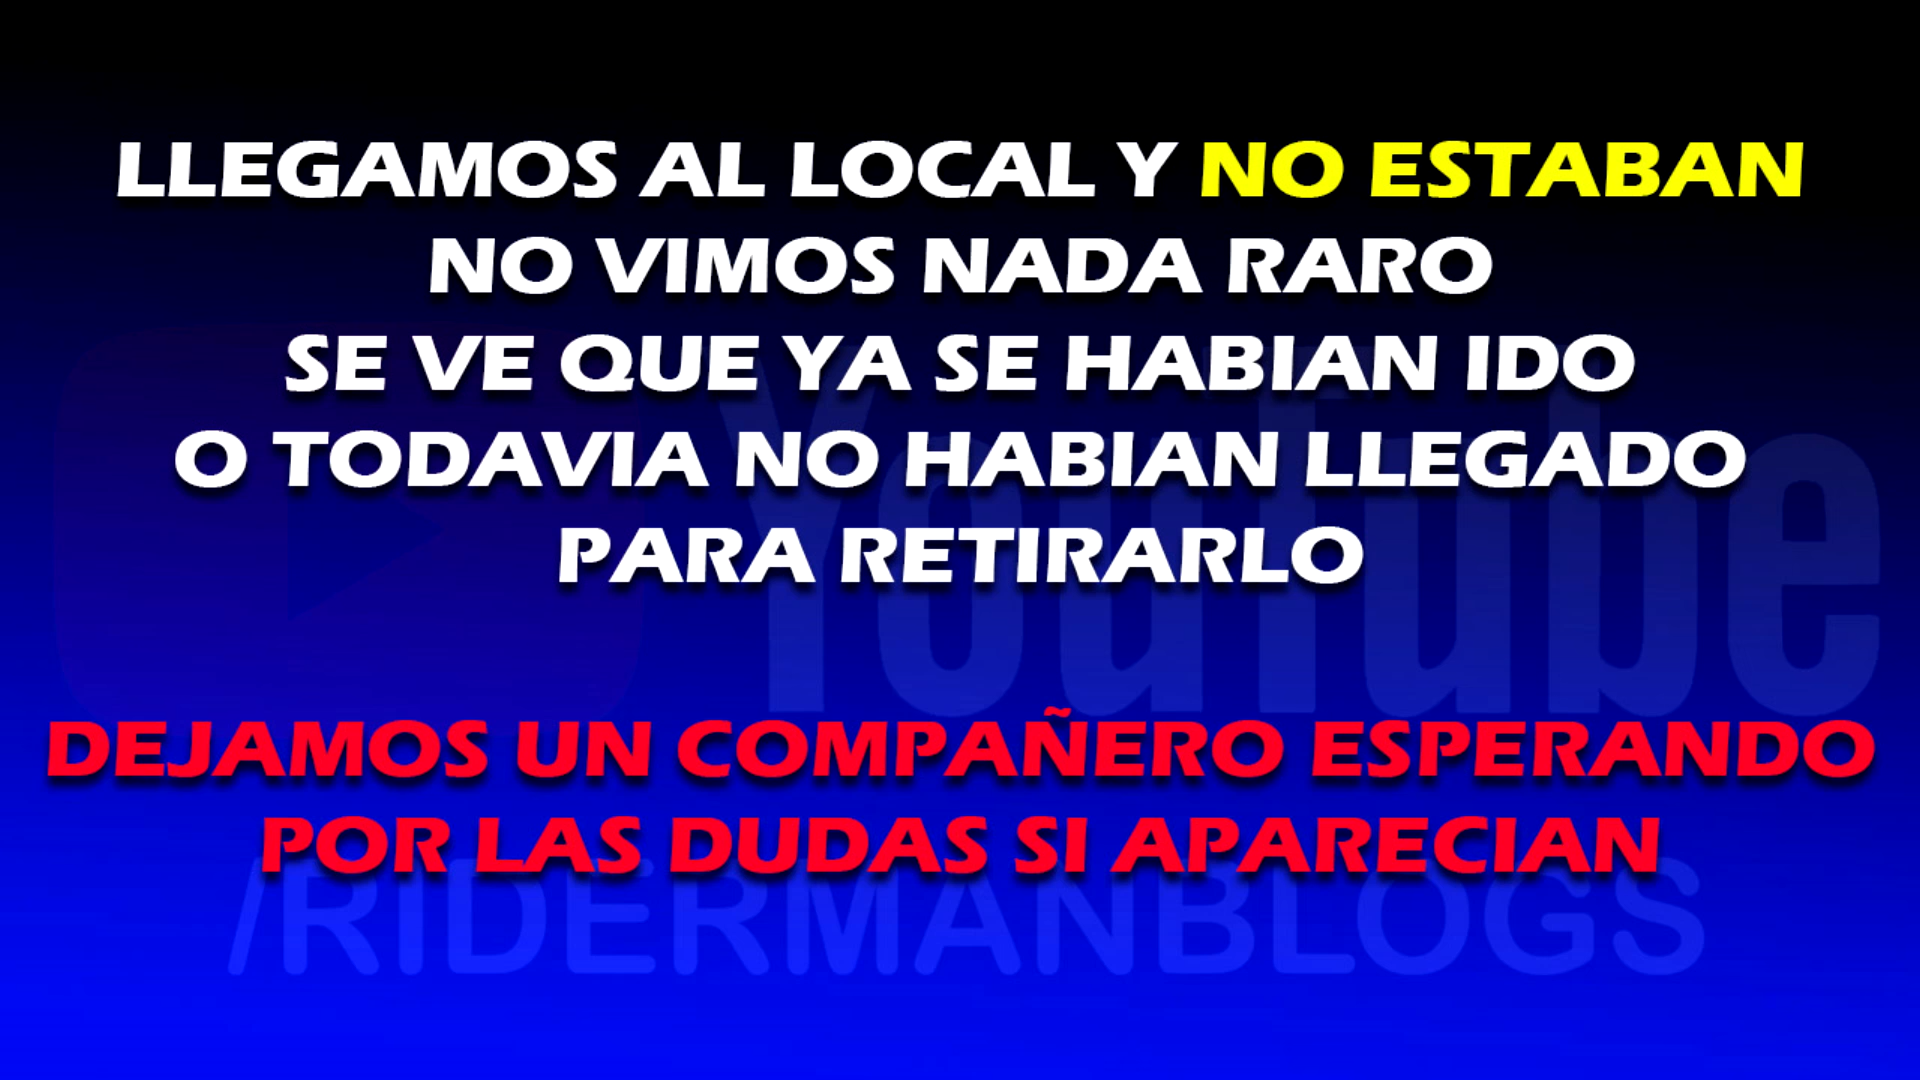 LLEGAMOS AL LOCAL Y NO ESTABAN
NO VIMOS NADA RARO
SE VE QUE YA SE HABIAN IDO
O TODAVIA NO HABIAN LLEGADO
PARA RETIRARLO
YouTube
DEJAMOS UN COMPAÑERO ESPERANDO
POR LAS DUDAS SI APARECIAN
/RIDERMANBLOGS